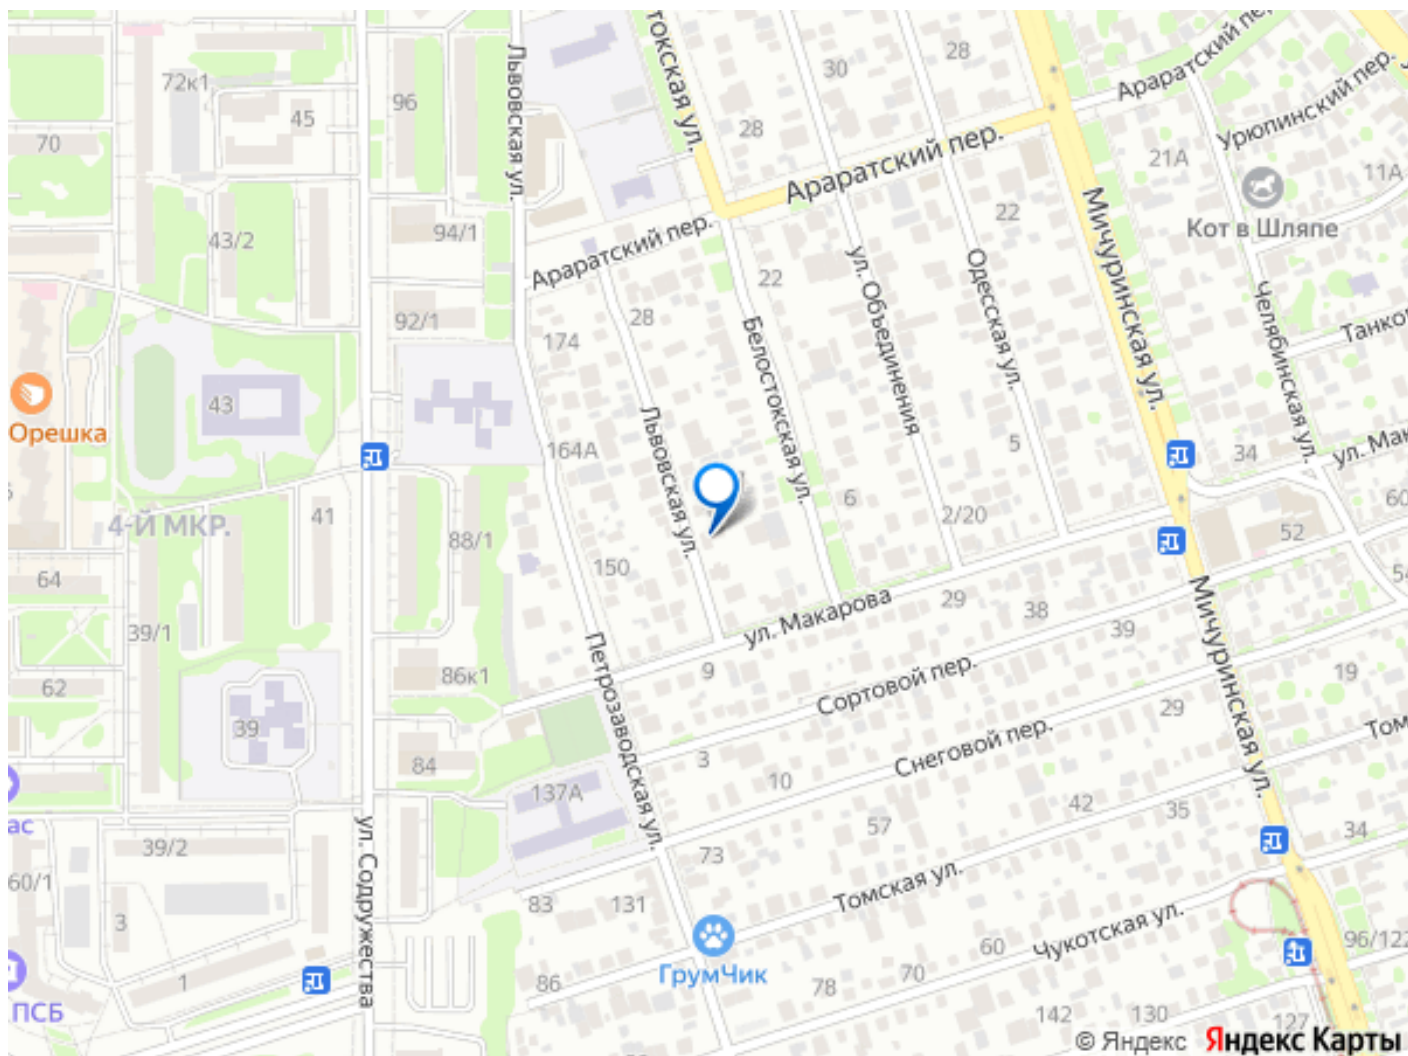 72к1
96
45
70
Львовская ул.
токская ул.
30
28
28
Араратский пер.
Араратский пер.
Урюпинский пер.
21А
11А
Кот в Шляпе
43/2
94/1
Араратский пер.
22
22
ул. Объединения
Одесская ул.
Мичуринская ул.
Челябинская ул.
Танко
92/1
174
28
Белостокская ул.
43
Орешка
164А
Львовская ул.
5
34
ул. Мак
6
2/20
60
52
41
4-Й МКР.
88/1
150
64
54
39/1
ул. Макарова
29
38
39
Мичуринская ул.
62
86к1
Петрозаводская ул.
9
Сортовой пер.
19
29
39
84
3
Снеговой пер.
Том
10
137А
42
35
ас
39/2
57
34
60/1
ул. Содружества
73
Томская ул.
83
131
3
Чукотская ул.
96/122
60
ГрумЧик
86
70
78
1
ПСБ
142
130
127
© Яндекс Яндекс Карты